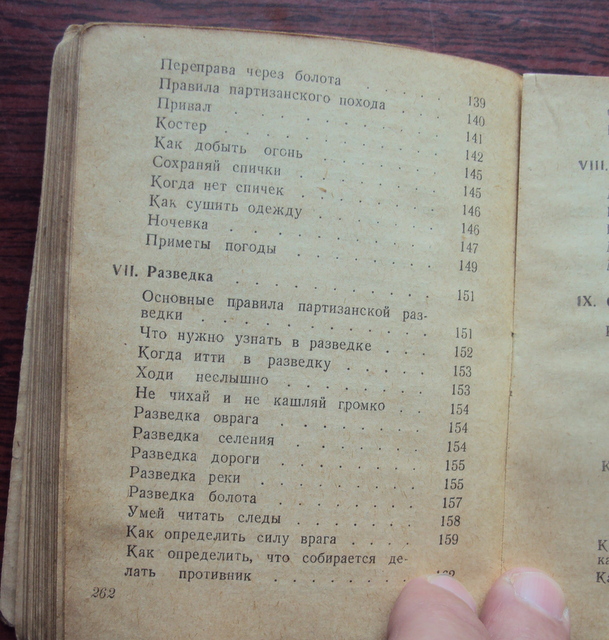 Переправа через болота . . . . . 139
Правила партизанского похода . . . 140
Привал . . . . . . . . . . 141
Костер . . . . . . . . . . 142
Как добыть огонь . . . . . . . 145
Сохраняй спички . . . . . . . 145
Когда нет спичек . . . . . . . 146
Как сушить одежду . . . . . . 146
Ночевка . . . . . . . . . . 147
Приметы погоды . . . . . . . 149
VII. Разведка . . . . . . . . . 151
Основные правила партизанской раз-
ведки . . . . . . . . . . 151
Что нужно узнать в разведке . . . 152
Когда итти в разведку . . . . 153
Ходи неслышно . . . . . . . 153
Не чихай и не кашляй громко . . 154
Разведка оврага . . . . . . . 154
Разведка селения . . . . . . . 154
Разведка дороги . . . . . . . 155
Разведка реки . . . . . . . . 155
Разведка болота . . . . . . . 157
Умей читать следы . . . . . . 158
Как определить силу врага . . . . 159
Как определить, что собирается де-
лать противник . . . . . . .
262
VIII.
IX.